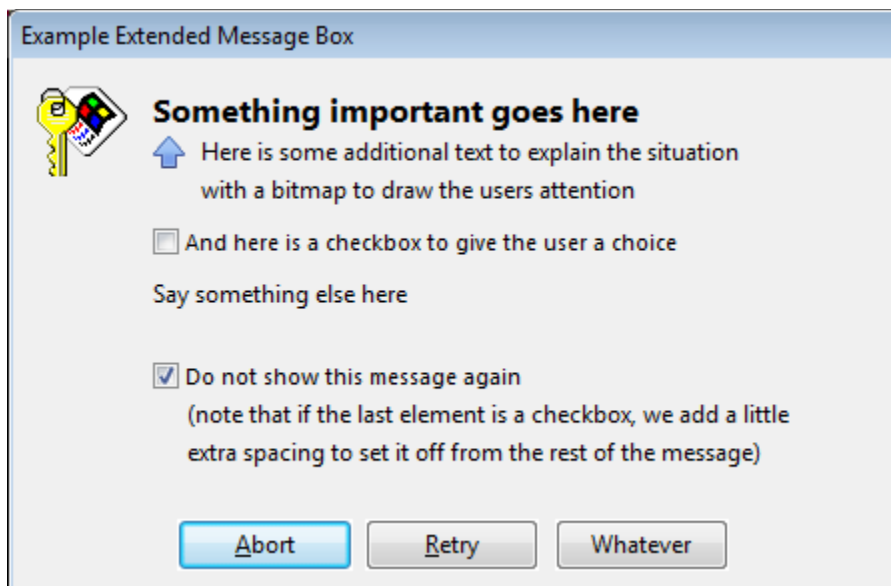 Example Extended Message Box
Something important goes here
Here is some additional text to explain the situation
with a bitmap to draw the users attention
And here is a checkbox to give the user a choice
Say something else here
Do not show this message again
(note that if the last element is a checkbox, we add a little
extra spacing to set it off from the rest of the message)
Abort Retry Whatever